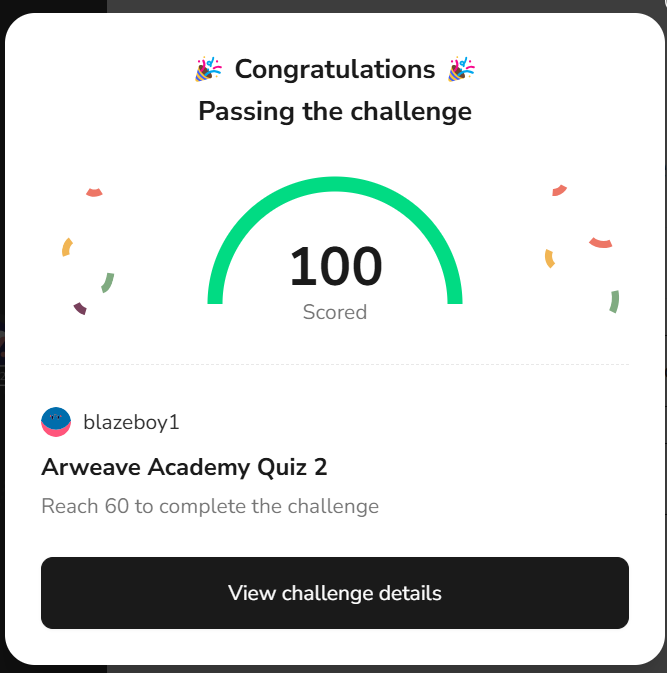 🎉 Congratulations 🎉
Passing the challenge
100
Scored
blazeboy1
Arweave Academy Quiz 2
Reach 60 to complete the challenge
View challenge details